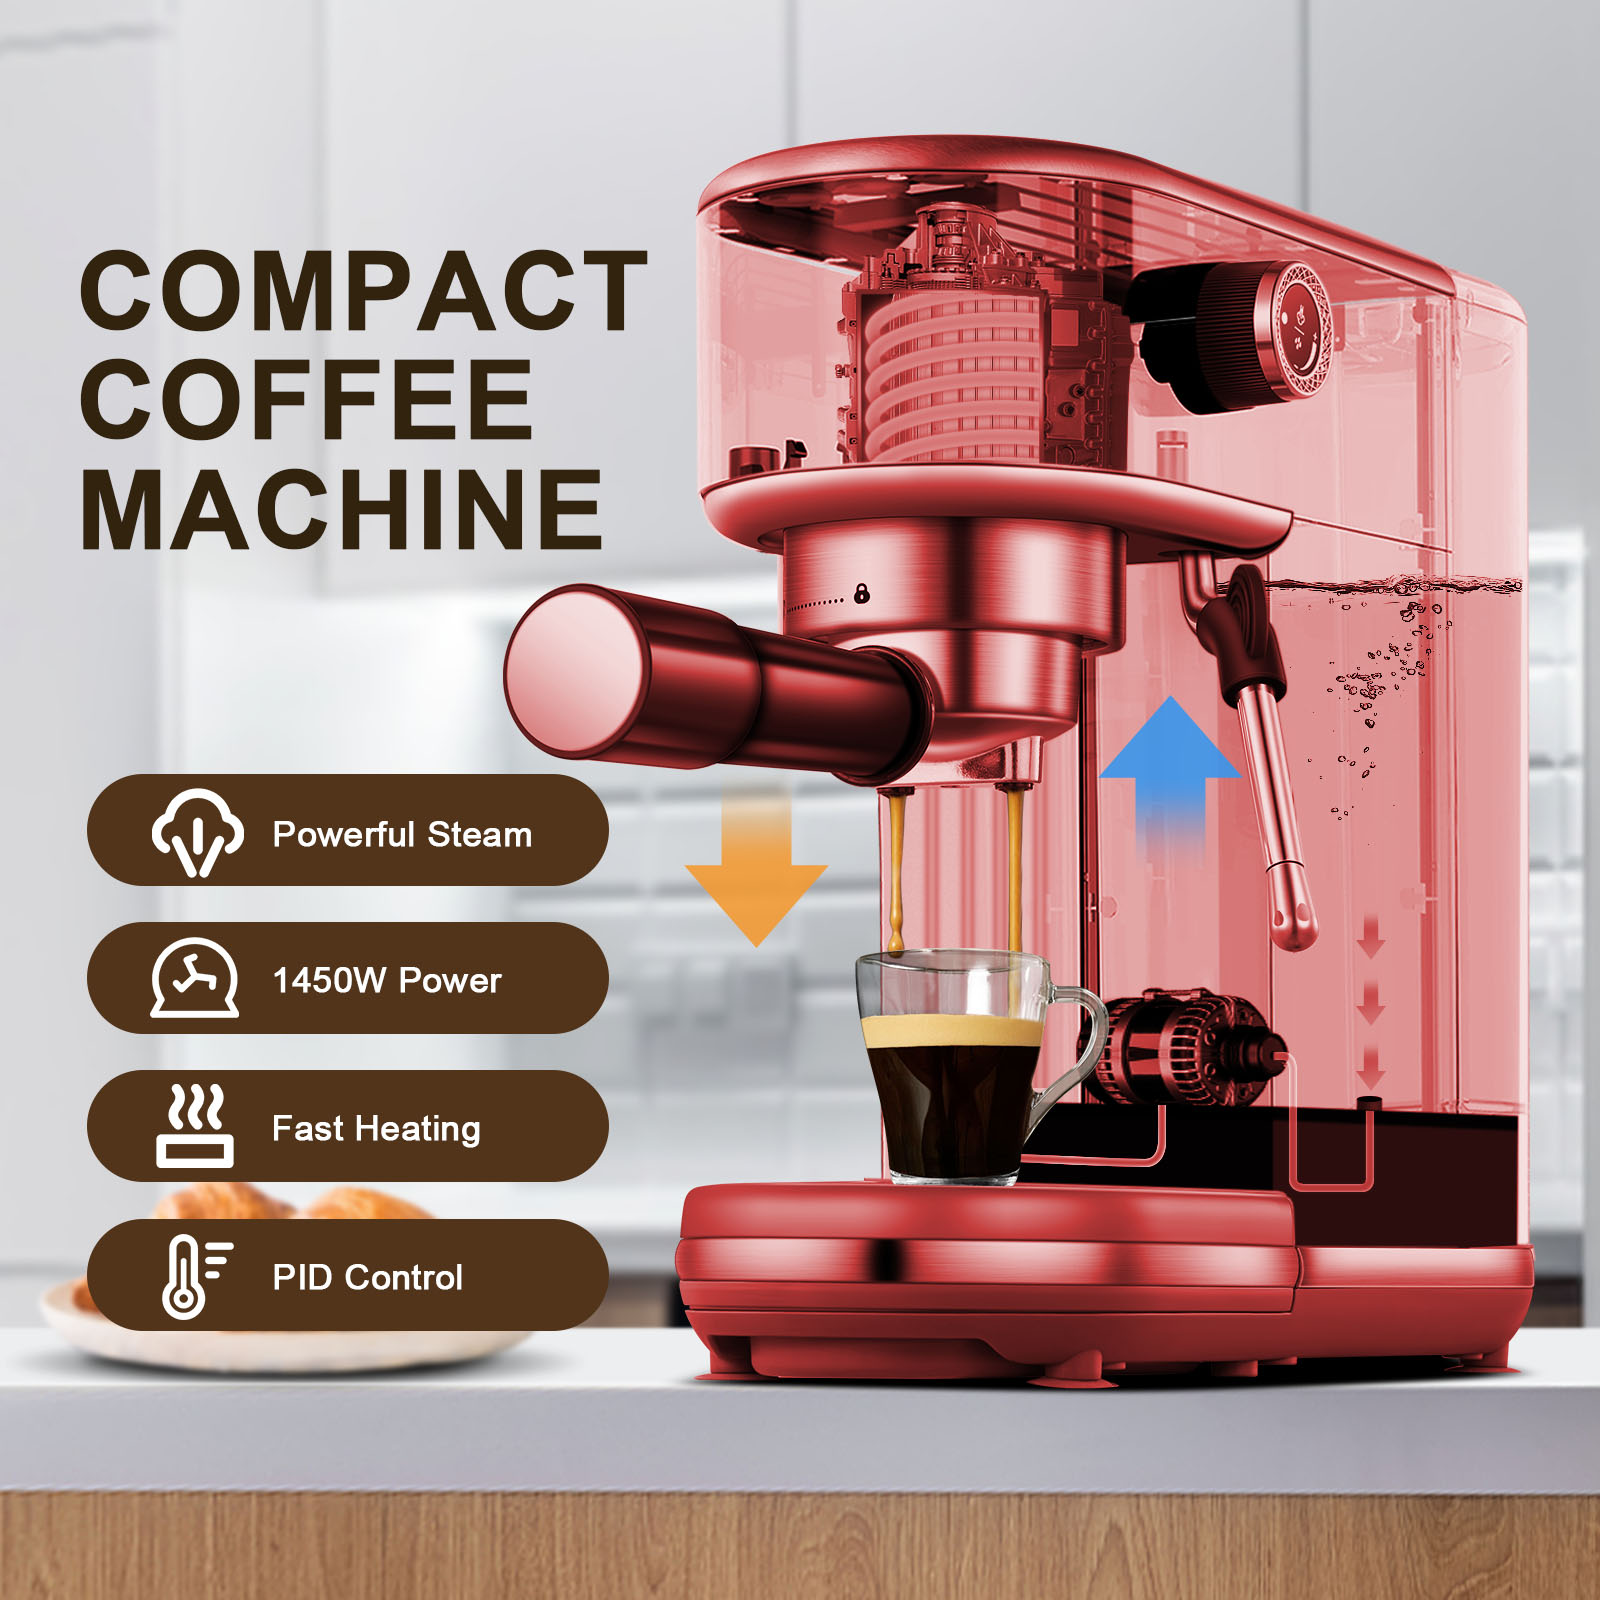 COMPACT
COFFEE
MACHINE
Powerful Steam
1450W Power
Fast Heating
PID Control